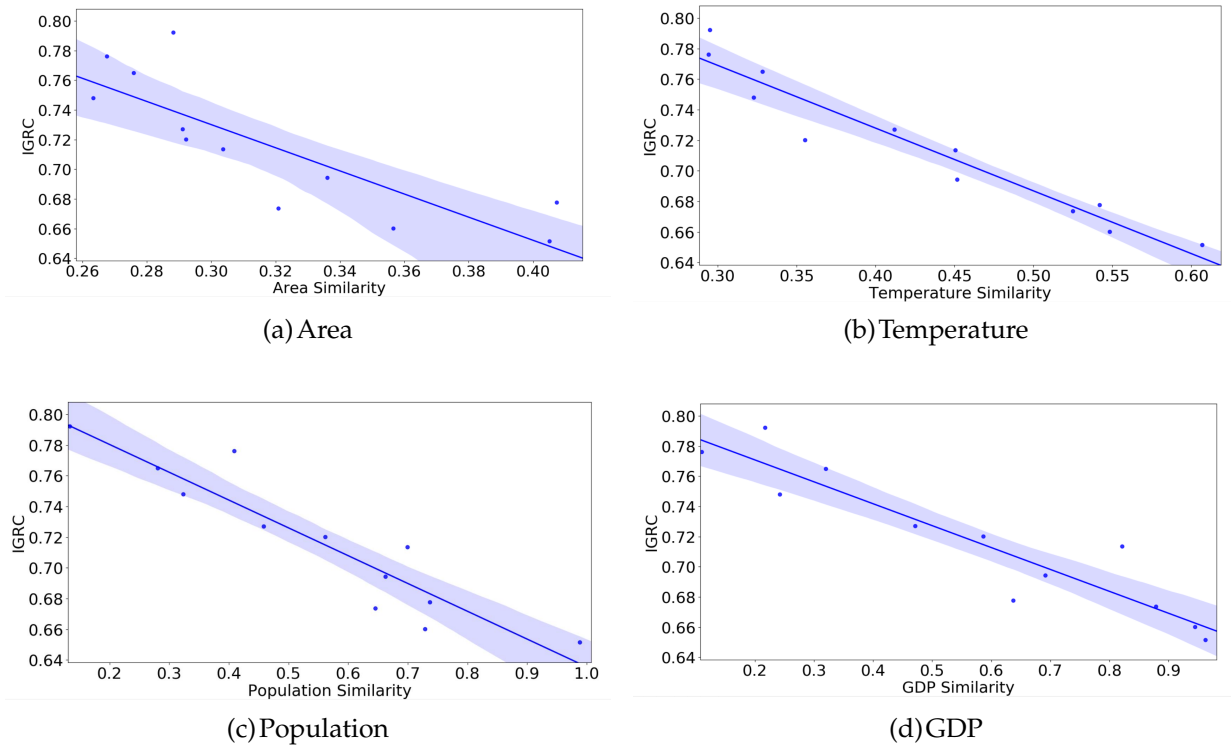 0.80
0.78
0.76
0.74
0.72
0.70
0.68
0.66
0.64
IGRC
0.26 0.28 0.30 0.32 0.34 0.36 0.38 0.40
Area Similarity
(a) Area
0.80
0.78
0.76
0.74
0.72
0.70
0.68
0.66
0.64
IGRC
0.30 0.35 0.40 0.45 0.50 0.55 0.60
Temperature Similarity
(b) Temperature
0.80
0.78
0.76
0.74
0.72
0.70
0.68
0.66
0.64
IGRC
0.2 0.3 0.4 0.5 0.6 0.7 0.8 0.9 1.0
Population Similarity
(c) Population
0.80
0.78
0.76
0.74
0.72
0.70
0.68
0.66
0.64
IGRC
0.2 0.3 0.4 0.5 0.6 0.7 0.8 0.9
GDP Similarity
(d) GDP